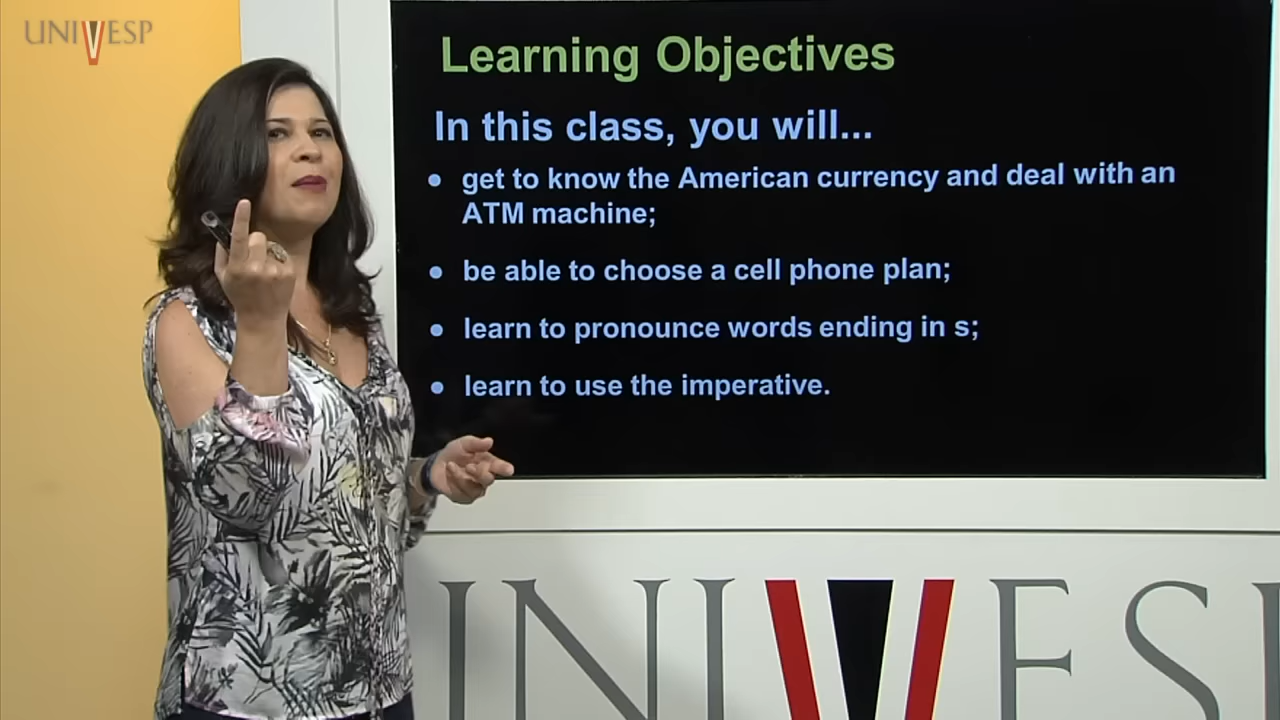 UNIVESP
Learning Objectives
In this class, you will...
• get to know the American currency and deal with an
ATM machine;
• be able to choose a cell phone plan;
• learn to pronounce words ending in s;
• learn to use the imperative.
UNIVESP